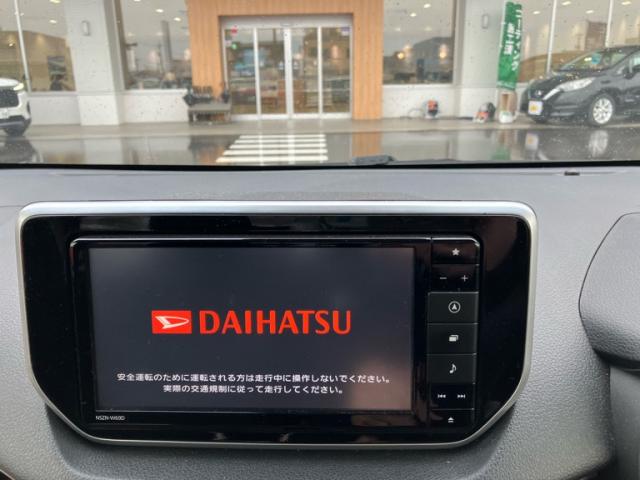 DAIHATSU
安全運転のために運転される方は走行中に操作しないでください。
実際の交通規制に従って走行してください。
NSZN-W69D